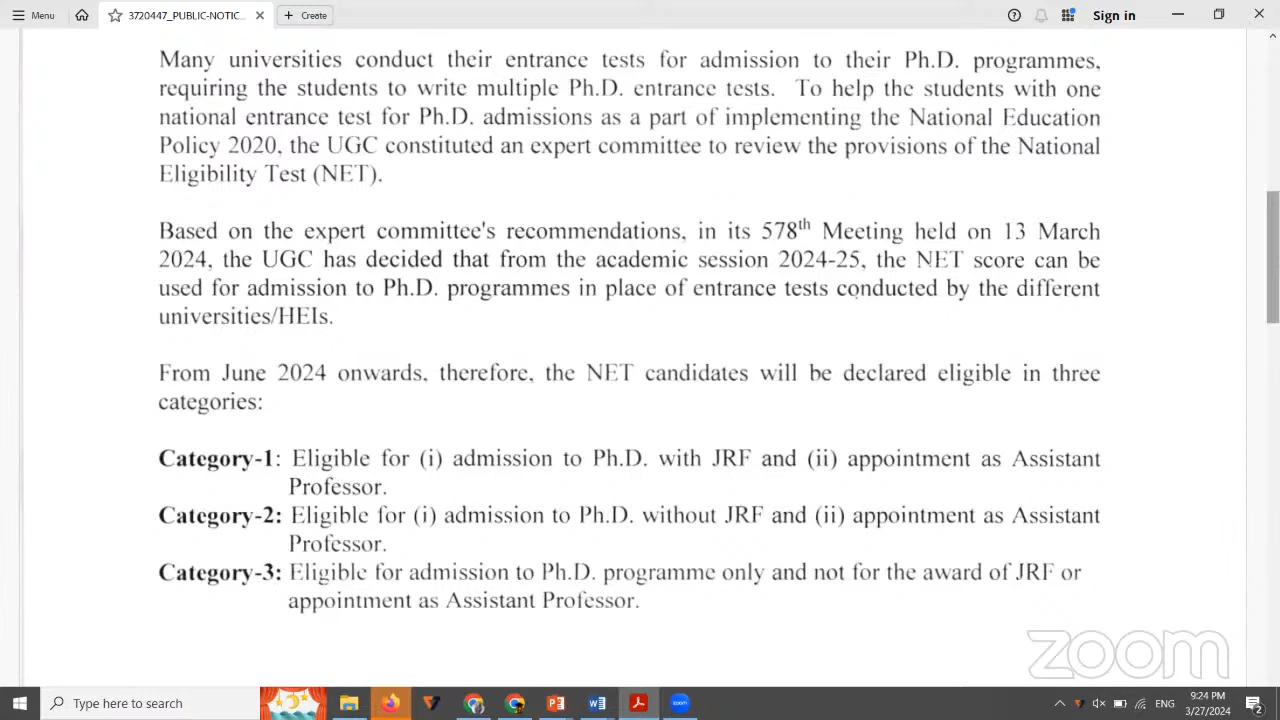 Menu
3720447_PUBLIC-NOTIC...
Create
Sign in
Many universities conduct their entrance tests for admission to their Ph.D. programmes,
requiring the students to write multiple Ph.D. entrance tests. To help the students with one
national entrance test for Ph.D. admissions as a part of implementing the National Education
Policy 2020, the UGC constituted an expert committee to review the provisions of the National
Eligibility Test (NET).
Based on the expert committee's recommendations, in its 578th Meeting held on 13 March
2024, the UGC has decided that from the academic session 2024-25, the NET score can be
used for admission to Ph.D. programmes in place of entrance tests conducted by the different
universities/HEIs.
From June 2024 onwards, therefore, the NET candidates will be declared eligible in three
categories:
Category-1: Eligible for (i) admission to Ph.D. with JRF and (ii) appointment as Assistant
Professor.
Category-2: Eligible for (i) admission to Ph.D. without JRF and (ii) appointment as Assistant
Professor.
Category-3: Eligible for admission to Ph.D. programme only and not for the award of JRF or
appointment as Assistant Professor.
zoom
Type here to search
zoom
ENG
9:24 PM
3/27/2024
2